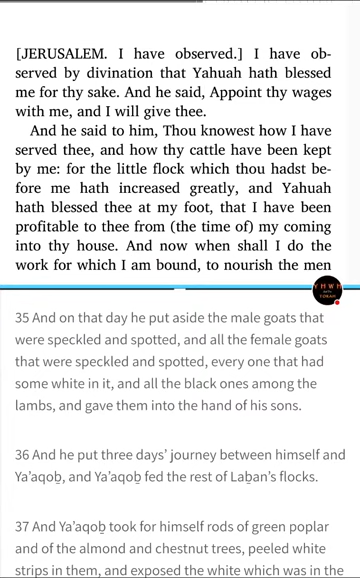 [JERUSALEM. I have observed.] I have ob-
served by divination that Yahuah hath blessed
me for thy sake. And he said, Appoint thy wages
with me, and I will give thee.
And he said to him, Thou knowest how I have
served thee, and how thy cattle have been kept
by me: for the little flock which thou hadst be-
fore me hath increased greatly, and Yahuah
hath blessed thee at my foot, that I have been
profitable to thee from (the time of) my coming
into thy house. And now when shall I do the
work for which I am bound, to nourish the men
YHWH
TORAH
35 And on that day he put aside the male goats that
were speckled and spotted, and all the female goats
that were speckled and spotted, every one that had
some white in it, and all the black ones among the
lambs, and gave them into the hand of his sons.
36 And he put three days’ journey between himself and
Ya‛aqoḇ, and Ya‛aqoḇ fed the rest of Laḇan’s flocks.
37 And Ya‛aqoḇ took for himself rods of green poplar
and of the almond and chestnut trees, peeled white
strips in them, and exposed the white which was in the